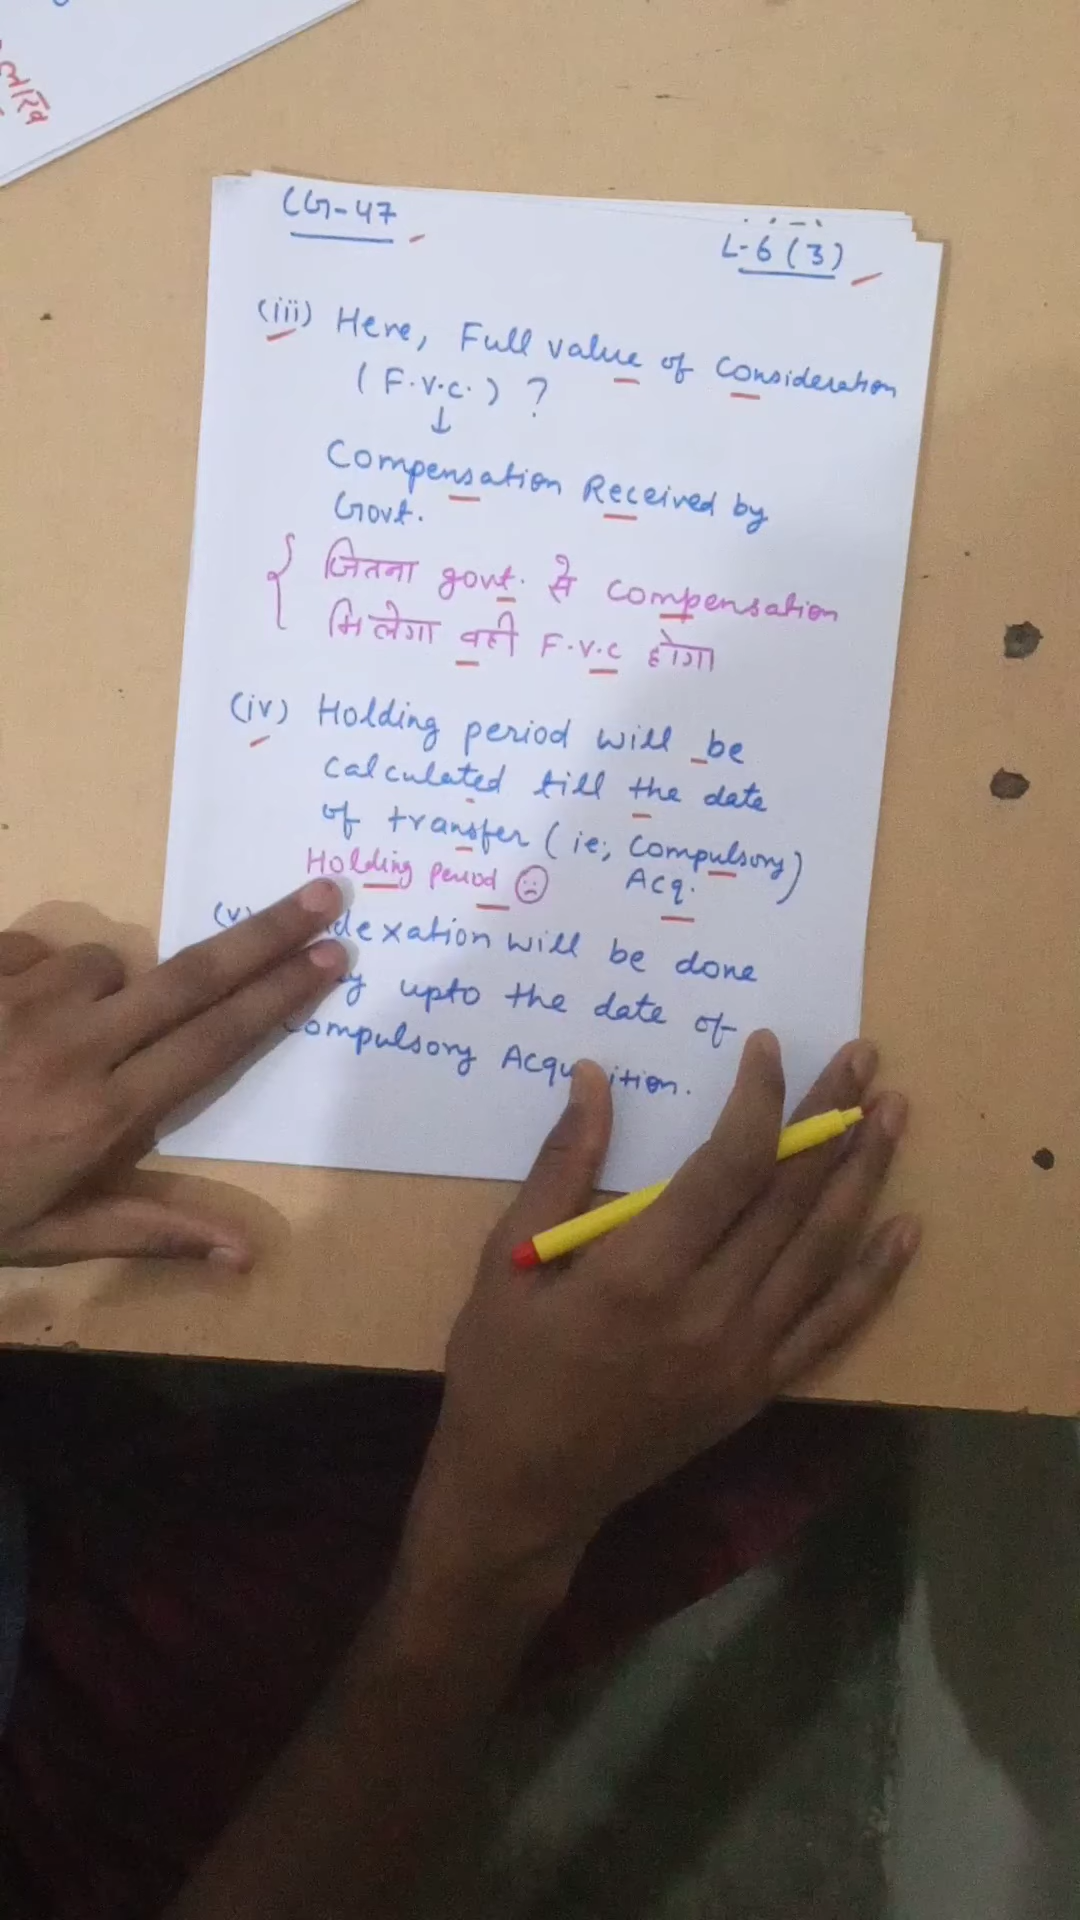 लारव
CG-47
L-6 (3)
(iii) Here, Full value of consideration
(F.V.C.) ?
↓
Compensation Received by
Govt.
{ जितना govt. से compensation
मिलेगा वही F.V.C होगा
(iv) Holding period will be
calculated till the date
of transfer (ie; compulsory)
Acq.
Holding period ☹
(v) dexation will be done
upto the date of
ompulsory Acqu ition.